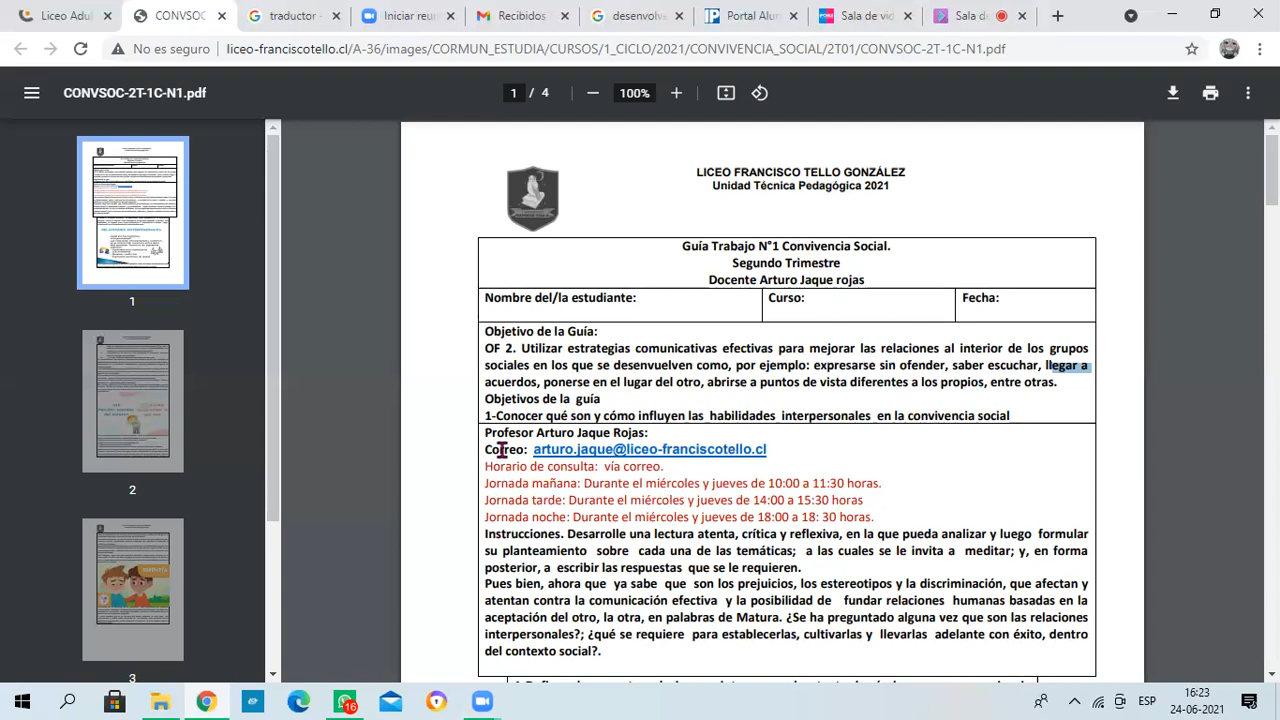 Liceo Adul
CONVSOC
traductor -
Iniciar reu
Recibidos
desenvolve
Portal Alun
Sala de vid
Sala d
No es seguro
liceo-franciscotello.cl/A-36/images/CORMUN_ESTUDIA/CURSOS/1_CICLO/2021/CONVIVENCIA_SOCIAL/2T01/CONVSOC-2T-1C-N1.pdf
CONVSOC-2T-1C-N1.pdf
1 / 4
100%
1
2
3
LICEO FRANCISCO TELLO GONZÁLEZ
Unidad Técnica Pedagógica 2021
Guía Trabajo N°1 Convivencia Social.
Segundo Trimestre
Docente Arturo Jaque rojas
Nombre del/la estudiante:
Curso:
Fecha:
Objetivo de la Guía:
OF 2. Utilizar estrategias comunicativas efectivas para mejorar las relaciones al interior de los grupos
sociales en los que se desenvuelven como, por ejemplo: expresarse sin ofender, saber escuchar, llegar a
acuerdos, ponerse en el lugar del otro, abrirse a puntos de vista diferentes a los propios, entre otras.
Objetivos de la guía
1-Conocer qué son y cómo influyen las habilidades interpersonales en la convivencia social
Profesor Arturo Jaque Rojas:
Correo: arturo.jaque@liceo-franciscotello.cl
Horario de consulta: vía correo.
Jornada mañana: Durante el miércoles y jueves de 10:00 a 11:30 horas.
Jornada tarde: Durante el miércoles y jueves de 14:00 a 15:30 horas
Jornada noche: Durante el miércoles y jueves de 18:00 a 18: 30 horas.
Instrucciones. Desarrolle una lectura atenta, crítica y reflexiva, en la que pueda analizar y luego formular
su planteamiento sobre cada una de las temáticas; a las cuales se le invita a meditar; y, en forma
posterior, a escribir las respuestas que se le requieren.
Pues bien, ahora que ya sabe que son los prejuicios, los estereotipos y la discriminación, que afectan y
atentan contra la comunicación efectiva y la posibilidad de fundar relaciones humanas basadas en la
aceptación del otro, la otra, en palabras de Matura. ¿Se ha preguntado alguna vez que son las relaciones
interpersonales?; ¿qué se requiere para establecerlas, cultivarlas y llevarlas adelante con éxito, dentro
del contexto social?.
16
ESP
16:23
24-06-2021